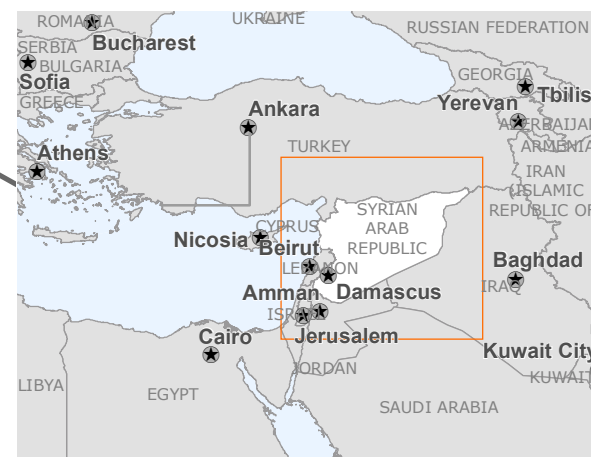 ROMANIA
UKRAINE
RUSSIAN FEDERATION
SERBIA
Bucharest
BULGARIA
Sofia
GEORGIA
GREECE
Ankara
Yerevan
Tbilis
AZERBAIJAN
TURKEY
ARMENIA
Athens
IRAN
(ISLAMIC
REPUBLIC OF
SYRIAN
ARAB
REPUBLIC
CYPRUS
Nicosia
Beirut
LEBANON
Baghdad
IRAQ
Amman
Damascus
Cairo
Jerusalem
Kuwait City
JORDAN
KUWAIT
LIBYA
EGYPT
SAUDI ARABIA